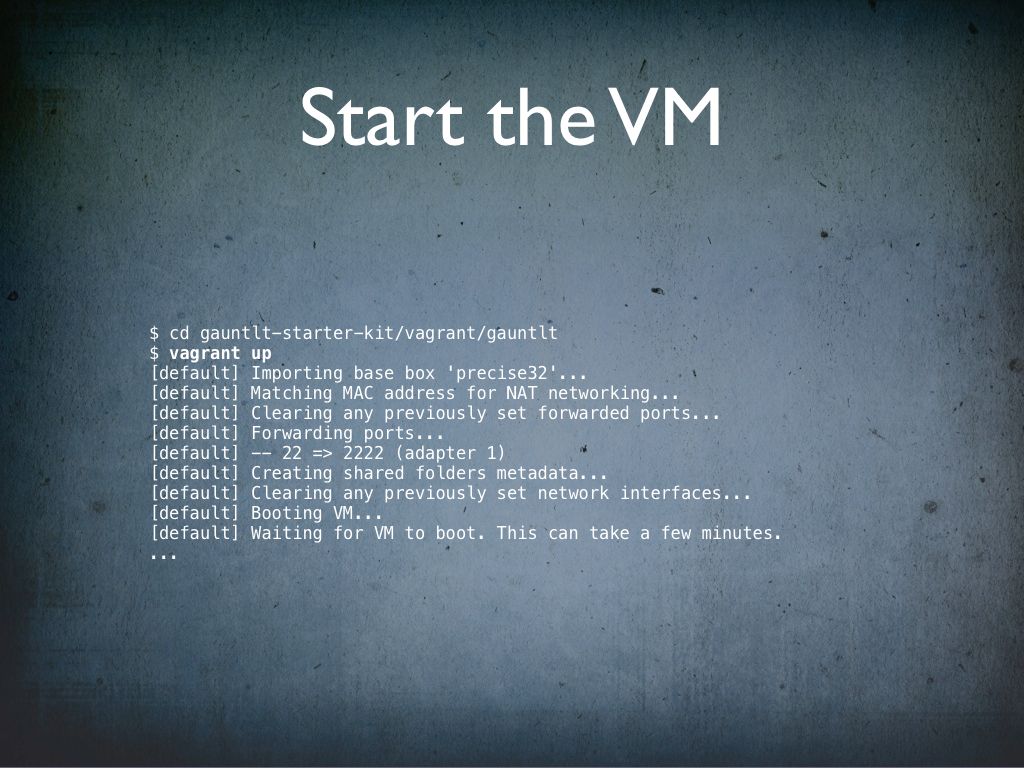 Start the VM
$ cd gauntlt-starter-kit/vagrant/gauntlt
$ vagrant up
[default] Importing base box 'precise32'...
[default] Matching MAC address for NAT networking...
[default] Clearing any previously set forwarded ports...
[default] Forwarding ports...
[default] -- 22 => 2222 (adapter 1)
[default] Creating shared folders metadata...
[default] Clearing any previously set network interfaces...
[default] Booting VM...
[default] Waiting for VM to boot. This can take a few minutes.
...